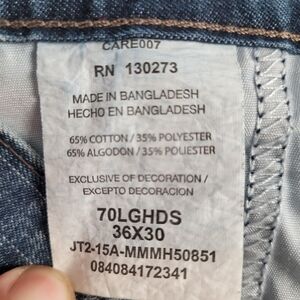 CARE007
RN 130273
MADE IN BANGLADESH
HECHO EN BANGLADESH
65% COTTON / 35% POLYESTER
65% ALGODON / 35% POLIESTER
EXCLUSIVE OF DECORATION /
EXCEPTO DECORACION
70LGHDS
36X30
JT2-15A-MMMH50851
084084172341